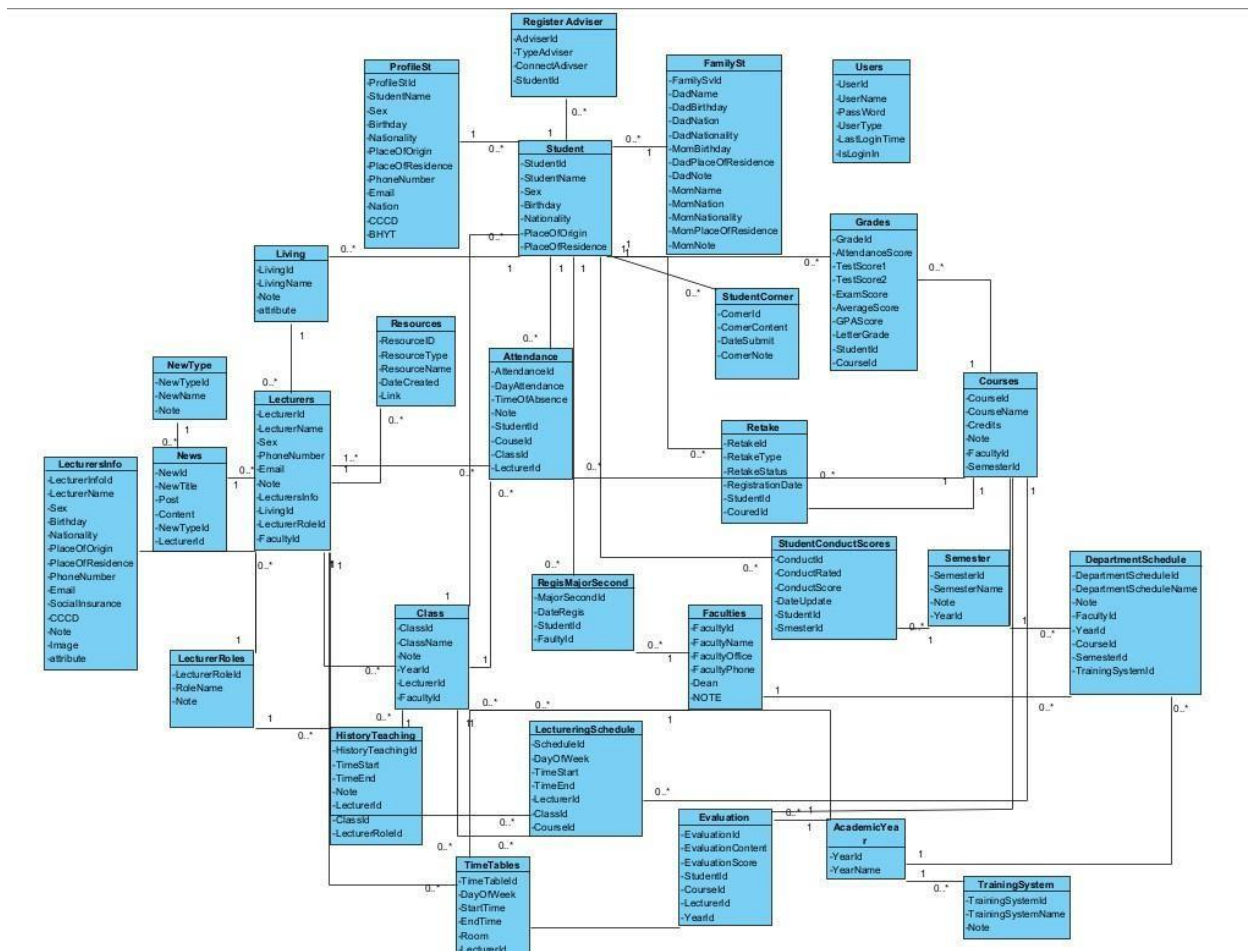 Register Adviser
-AdviserId
-TypeAdviser
-ConnectAdivser
-StudentId
ProfileSt
-ProfileStId
-StudentName
-Sex
-Birthday
-Nationality
-PlaceOfOrigin
-PlaceOfResidence
-PhoneNumber
-Email
-Nation
-CCCD
-BHYT
FamilySt
-FamilySvId
-DadName
-DadBirthday
-DadNation
-DadNationality
-MomBirthday
-DadPlaceOfResidence
-DadNote
-MomName
-MomNation
-MomNationality
-MomPlaceOfResidence
-MomNote
Users
-UserId
-UserName
-PassWord
-UserType
-LastLoginTime
-IsLoginIn
Student
-StudentId
-StudentName
-Sex
-Birthday
-Nationality
-PlaceOfOrigin
-PlaceOfResidence
Grades
-GradeId
-AttendanceScore
-TestScore1
-TestScore2
-ExamScore
-AverageScore
-GPAScore
-LetterGrade
-StudentId
-CourseId
Living
-LivingId
-LivingName
-Note
-attribute
StudentCorner
-CornerId
-CornerContent
-DateSubmit
-CornerNote
Resources
-ResourceID
-ResourceType
-ResourceName
-DateCreated
-Link
Attendance
-AttendanceId
-DayAttendance
-TimeOfAbsence
-Note
-StudentId
-CouseId
-ClassId
-LecturerId
NewType
-NewTypeId
-NewName
-Note
Lecturers
-LecturerId
-LecturerName
-Sex
-PhoneNumber
-Email
-Note
-LecturersInfo
-LivingId
-LecturerRoleId
-FacultyId
Courses
-CourseId
-CourseName
-Credits
-Note
-FacultyId
-SemesterId
Retake
-RetakeId
-RetakeType
-RetakeStatus
-RegistrationDate
-StudentId
-CouredId
News
-NewId
-NewTitle
-Post
-Content
-NewTypeId
-LecturerId
LecturersInfo
-LecturerInfoId
-LecturerName
-Sex
-Birthday
-Nationality
-PlaceOfOrigin
-PlaceOfResidence
-PhoneNumber
-Email
-SocialInsurance
-CCCD
-Note
-Image
-attribute
StudentConductScores
-ConductId
-ConductRated
-ConductScore
-DateUpdate
-StudentId
-SmesterId
Semester
-SemesterId
-SemesterName
-Note
-YearId
DepartmentSchedule
-DepartmentScheduleId
-DepartmentScheduleName
-Note
-FacultyId
-YearId
-CourseId
-SemesterId
-TrainingSystemId
RegisMajorSecond
-MajorSecondId
-DateRegis
-StudentId
-FaultyId
Class
-ClassId
-ClassName
-Note
-YearId
-LecturerId
-FacultyId
Faculties
-FacultyId
-FacultyName
-FacultyOffice
-FacultyPhone
-Dean
-NOTE
LecturerRoles
-LecturerRoleId
-RoleName
-Note
HistoryTeaching
-HistoryTeachingId
-TimeStart
-TimeEnd
-Note
-LecturerId
-ClassId
-LecturerRoleId
LectureringSchedule
-ScheduleId
-DayOfWeek
-TimeStart
-TimeEnd
-LecturerId
-ClassId
-CourseId
Evaluation
-EvaluationId
-EvaluationContent
-EvaluationScore
-StudentId
-CourseId
-LecturerId
-YearId
AcademicYea
r
-YearId
-YearName
TimeTables
-TimeTableId
-DayOfWeek
-StartTime
-EndTime
-Room
-LecturerId
TrainingSystem
-TrainingSystemId
-TrainingSystemName
-Note